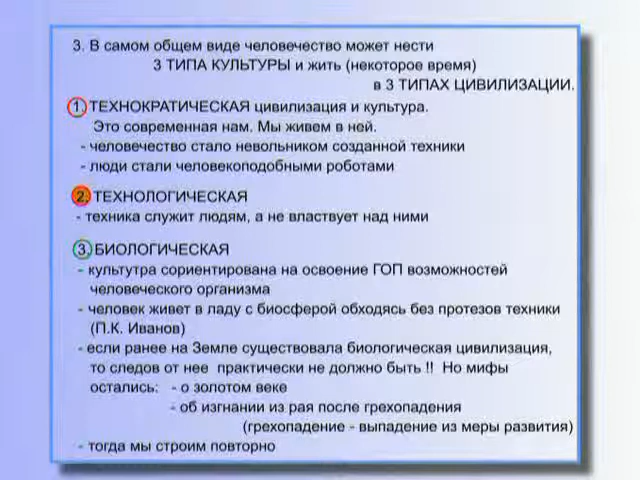 3. В самом общем виде человечество может нести
3 ТИПА КУЛЬТУРЫ и жить (некоторое время)
в 3 ТИПАХ ЦИВИЛИЗАЦИИ.
1. ТЕХНОКРАТИЧЕСКАЯ цивилизация и культура.
Это современная нам. Мы живем в ней.
- человечество стало невольником созданной техники
- люди стали человекоподобными роботами
2. ТЕХНОЛОГИЧЕСКАЯ
- техника служит людям, а не властвует над ними
3. БИОЛОГИЧЕСКАЯ
- культутра сориентирована на освоение ГОП возможностей
человеческого организма
- человек живет в ладу с биосферой обходясь без протезов техники
(П.К. Иванов)
- если ранее на Земле существовала биологическая цивилизация,
то следов от нее практически не должно быть !! Но мифы
остались: - о золотом веке
- об изгнании из рая после грехопадения
(грехопадение - выпадение из меры развития)
- тогда мы строим повторно